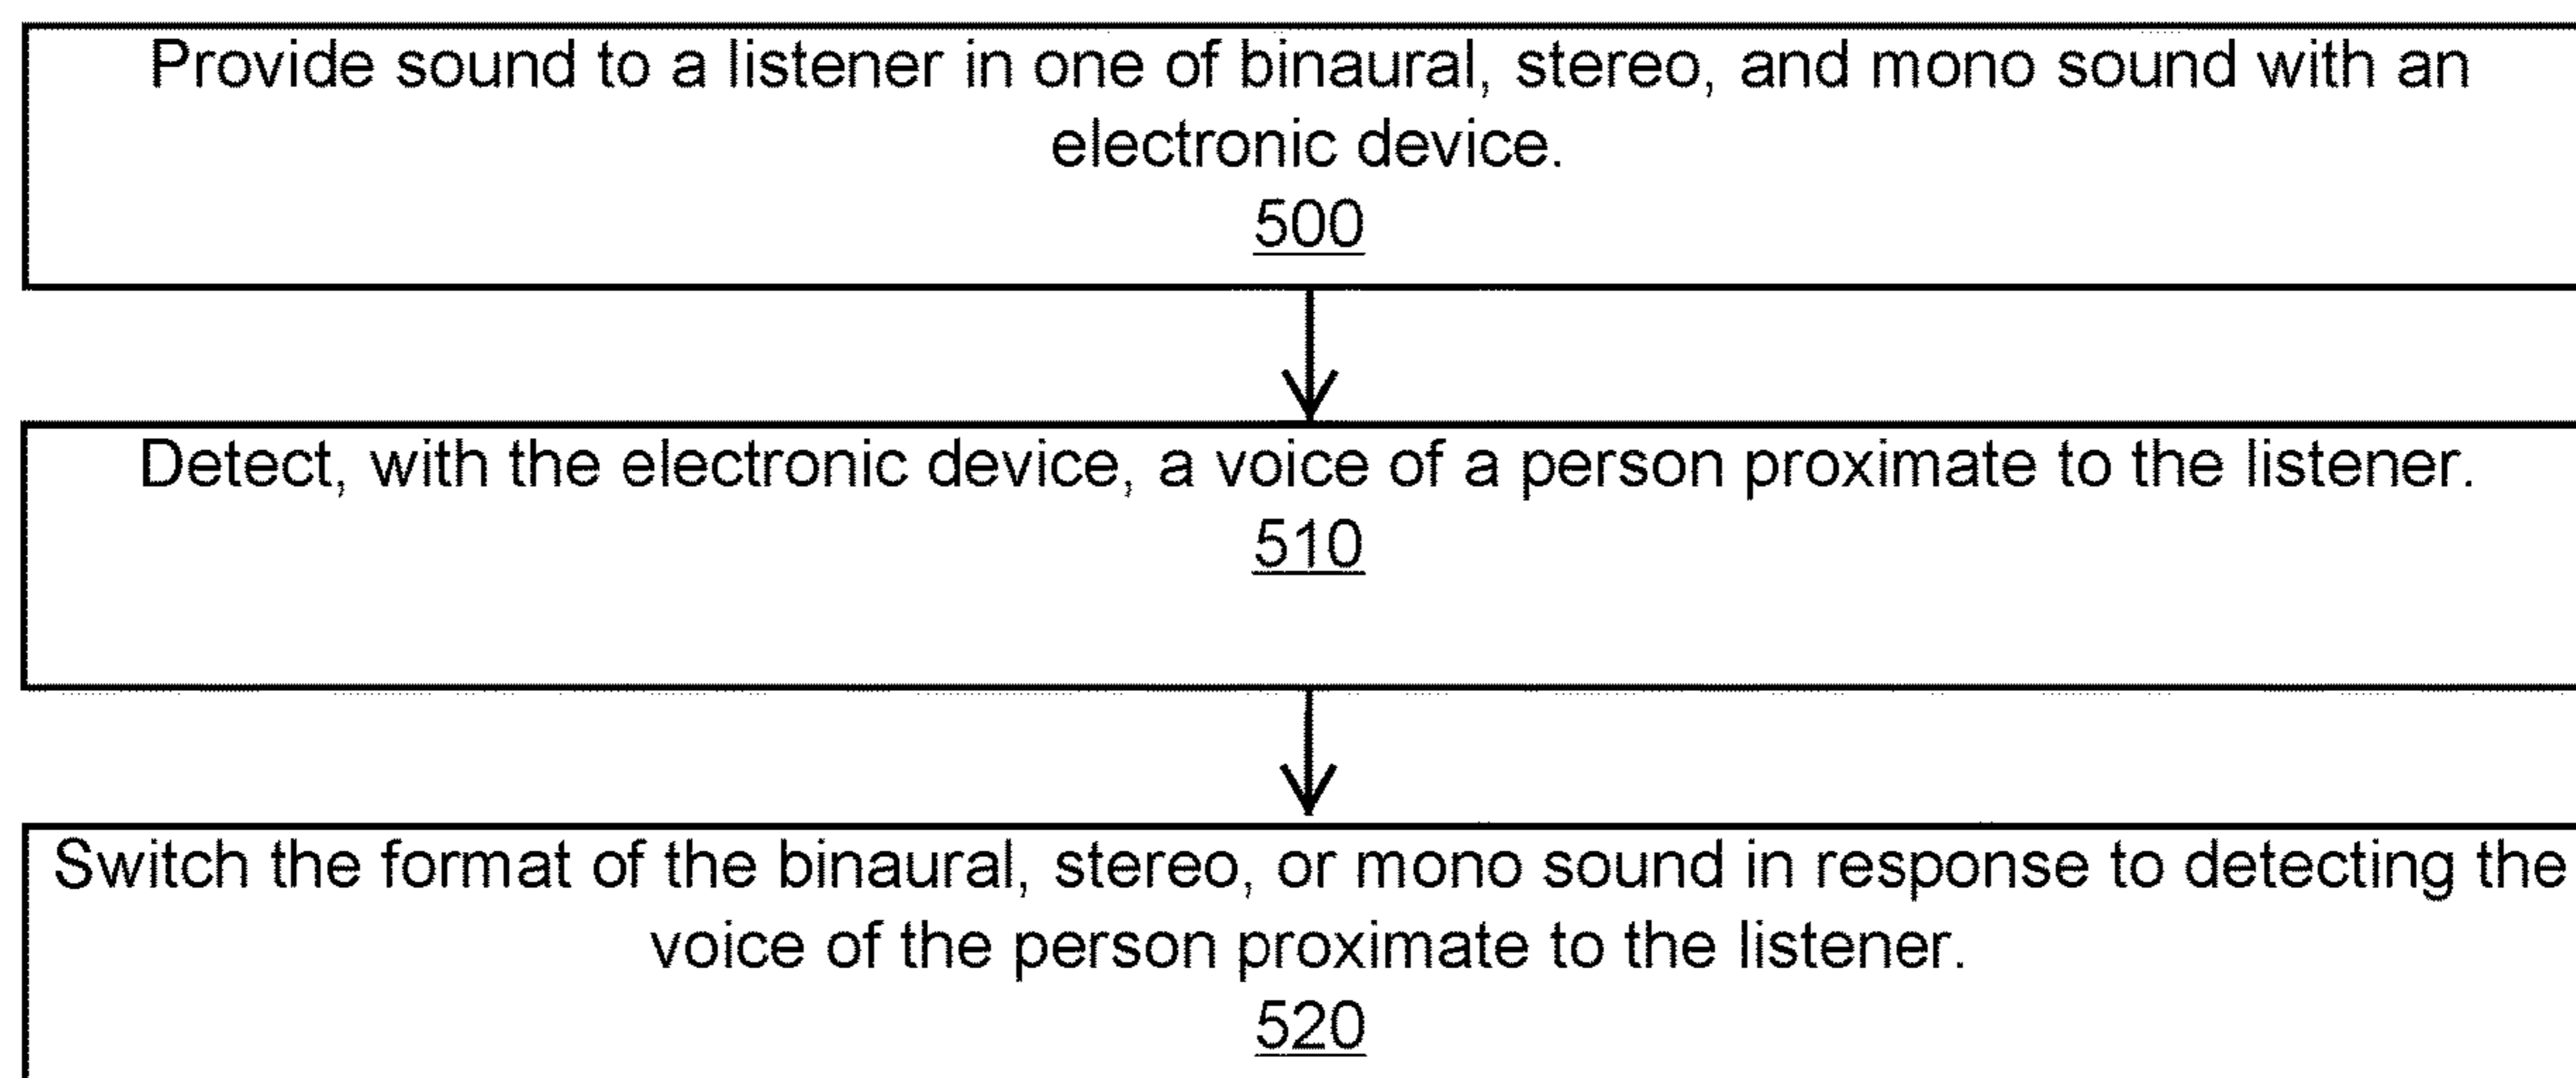 Provide sound to a listener in one of binaural, stereo, and mono sound with an
electronic device.
500
Detect, with the electronic device, a voice of a person proximate to the listener.
510
Switch the format of the binaural, stereo, or mono sound in response to detecting the
voice of the person proximate to the listener.
520